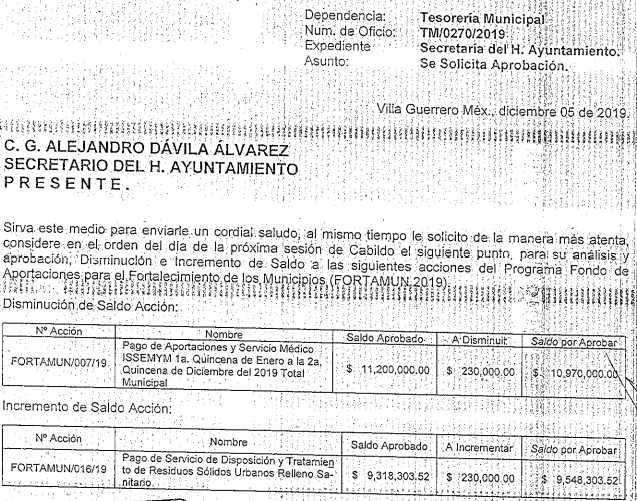 Dependencia: Tesorería Municipal
Num. de Oficio: TM/0270/2019
Expediente Secretaria del H. Ayuntamiento.
Asunto: Se Solicita Aprobación.
Villa Guerrero Méx., diciembre 05 de 2019.
C. G. ALEJANDRO DÁVILA ÁLVAREZ
SECRETARIO DEL H. AYUNTAMIENTO
P R E S E N T E .
Sirva este medio para enviarle un cordial saludo, al mismo tiempo le solicito de la manera más atenta,
considere en el orden del día de la próxima sesión de Cabildo el siguiente punto, para su análisis y
aprobación, Disminución e Incremento de Saldo a las siguientes acciones del Programa Fondo de
Aportaciones para el Fortalecimiento de los Municipios (FORTAMUN 2019)
Disminución de Saldo Acción:
Nº Acción Nombre Saldo Aprobado A Disminuir Saldo por Aprobar
FORTAMUN/007/19 Pago de Aportaciones y Servicio Médico
ISSEMYM 1a. Quincena de Enero a la 2a.
Quincena de Diciembre del 2019 Total
Municipal $ 11,200,000.00 $ 230,000.00 $ 10,970,000.00
Incremento de Saldo Acción:
Nº Acción Nombre Saldo Aprobado A Incrementar Saldo por Aprobar
FORTAMUN/016/19 Pago de Servicio de Disposición y Tratamien
to de Residuos Sólidos Urbanos Relleno Sa-
nitario. $ 9,318,303.52 $ 230,000.00 $ 9,548,303.52